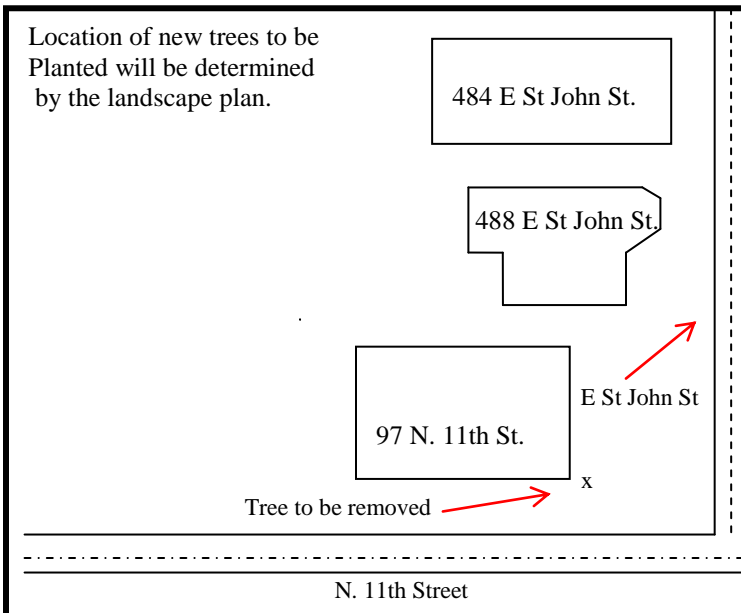 Location of new trees to be
Planted will be determined
by the landscape plan.
484 E St John St.
488 E St John St.
E St John St
97 N. 11th St.
x
Tree to be removed
N. 11th Street